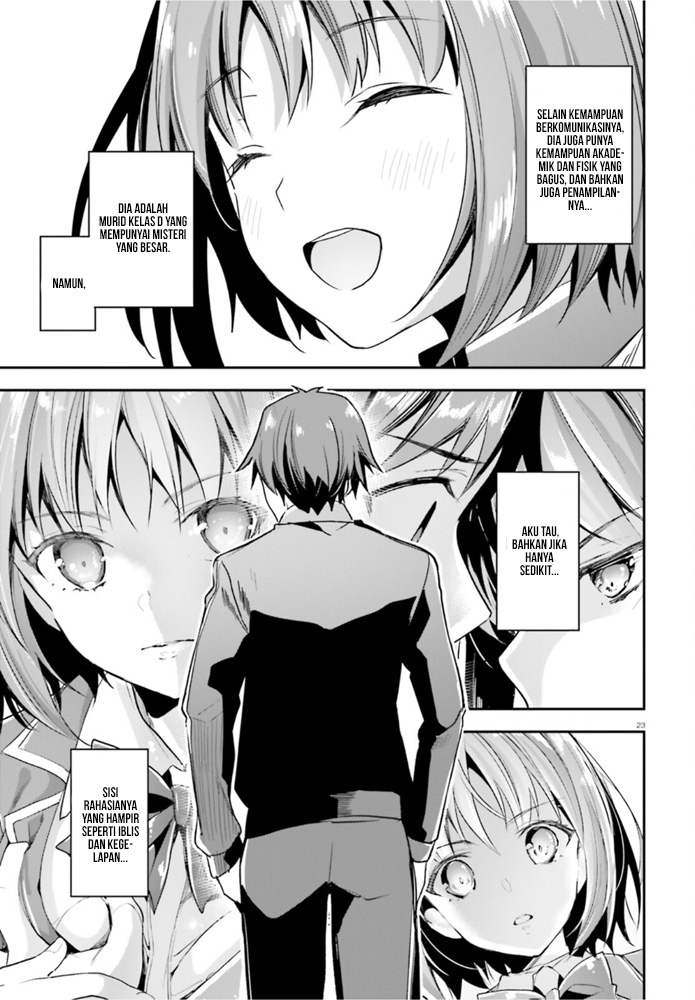 SELAIN KEMAMPUAN
BERKOMUNIKASINYA,
DIA JUGA PUNYA
KEMAMPUAN AKADE-
MIK DAN FISIK YANG
BAGUS, DAN BAHKAN
JUGA PENAMPILAN-
NYA...
DIA ADALAH
MURID KELAS D YANG
MEMPUNYAI MISTERI
YANG BESAR.
NAMUN,
AKU TAU,
BAHKAN JIKA
HANYA
SEDIKIT...
23
SISI
RAHASIANYA
YANG HAMPIR
SEPERTI IBLIS
DAN KEGE-
LAPAN...